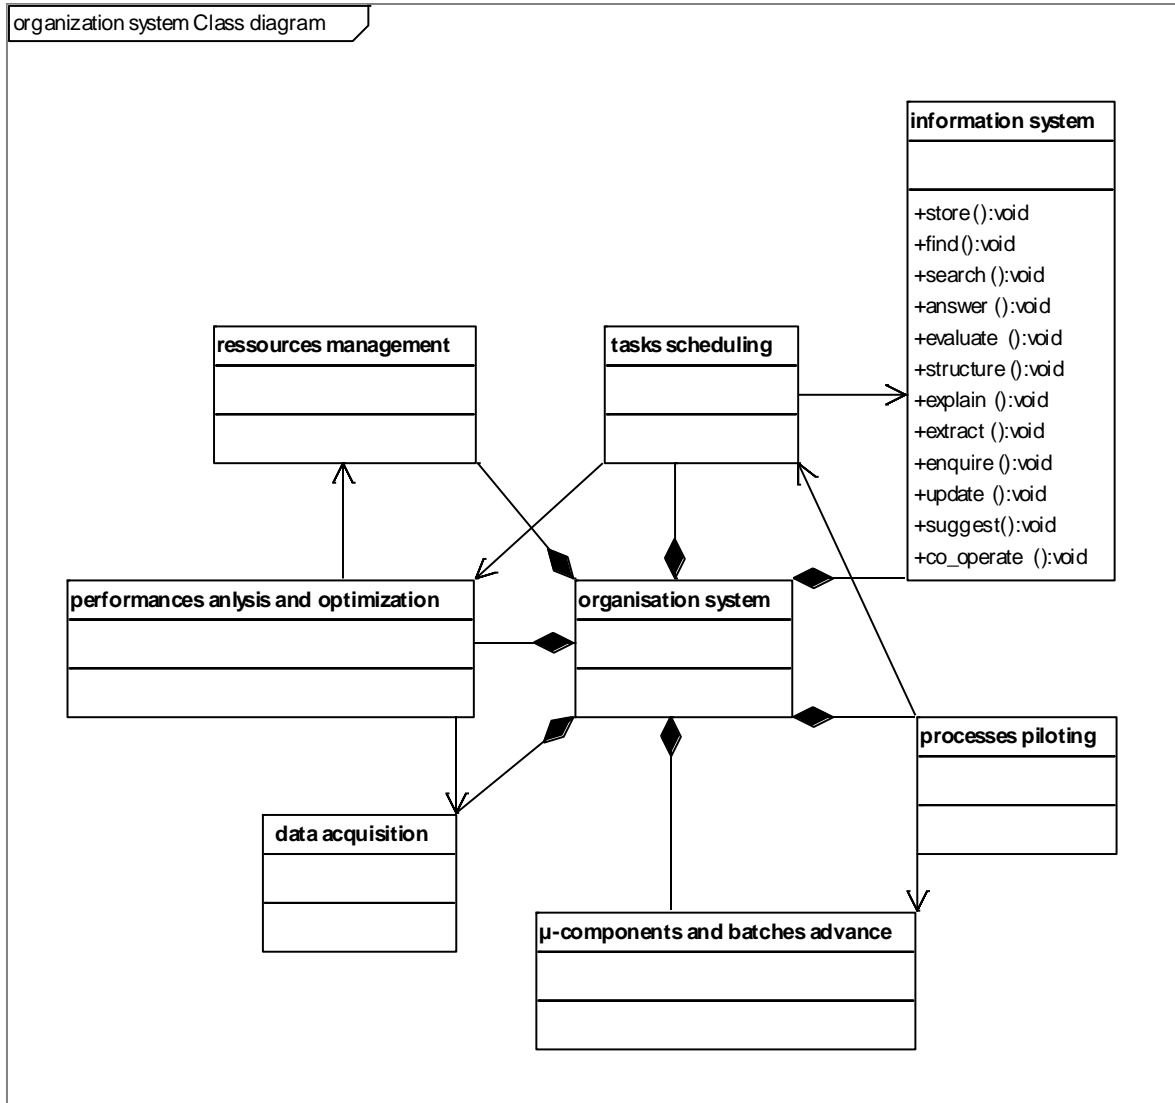 organization system Class diagram
information system
+store():void
+find():void
+search ():void
+answer ():void
+evaluate ():void
+structure ():void
+explain ():void
+extract ():void
+enquire ():void
+update ():void
+suggest():void
+co_operate ():void
ressources management
tasks scheduling
performances anlysis and optimization
organisation system
processes piloting
data acquisition
µ-components and batches advance